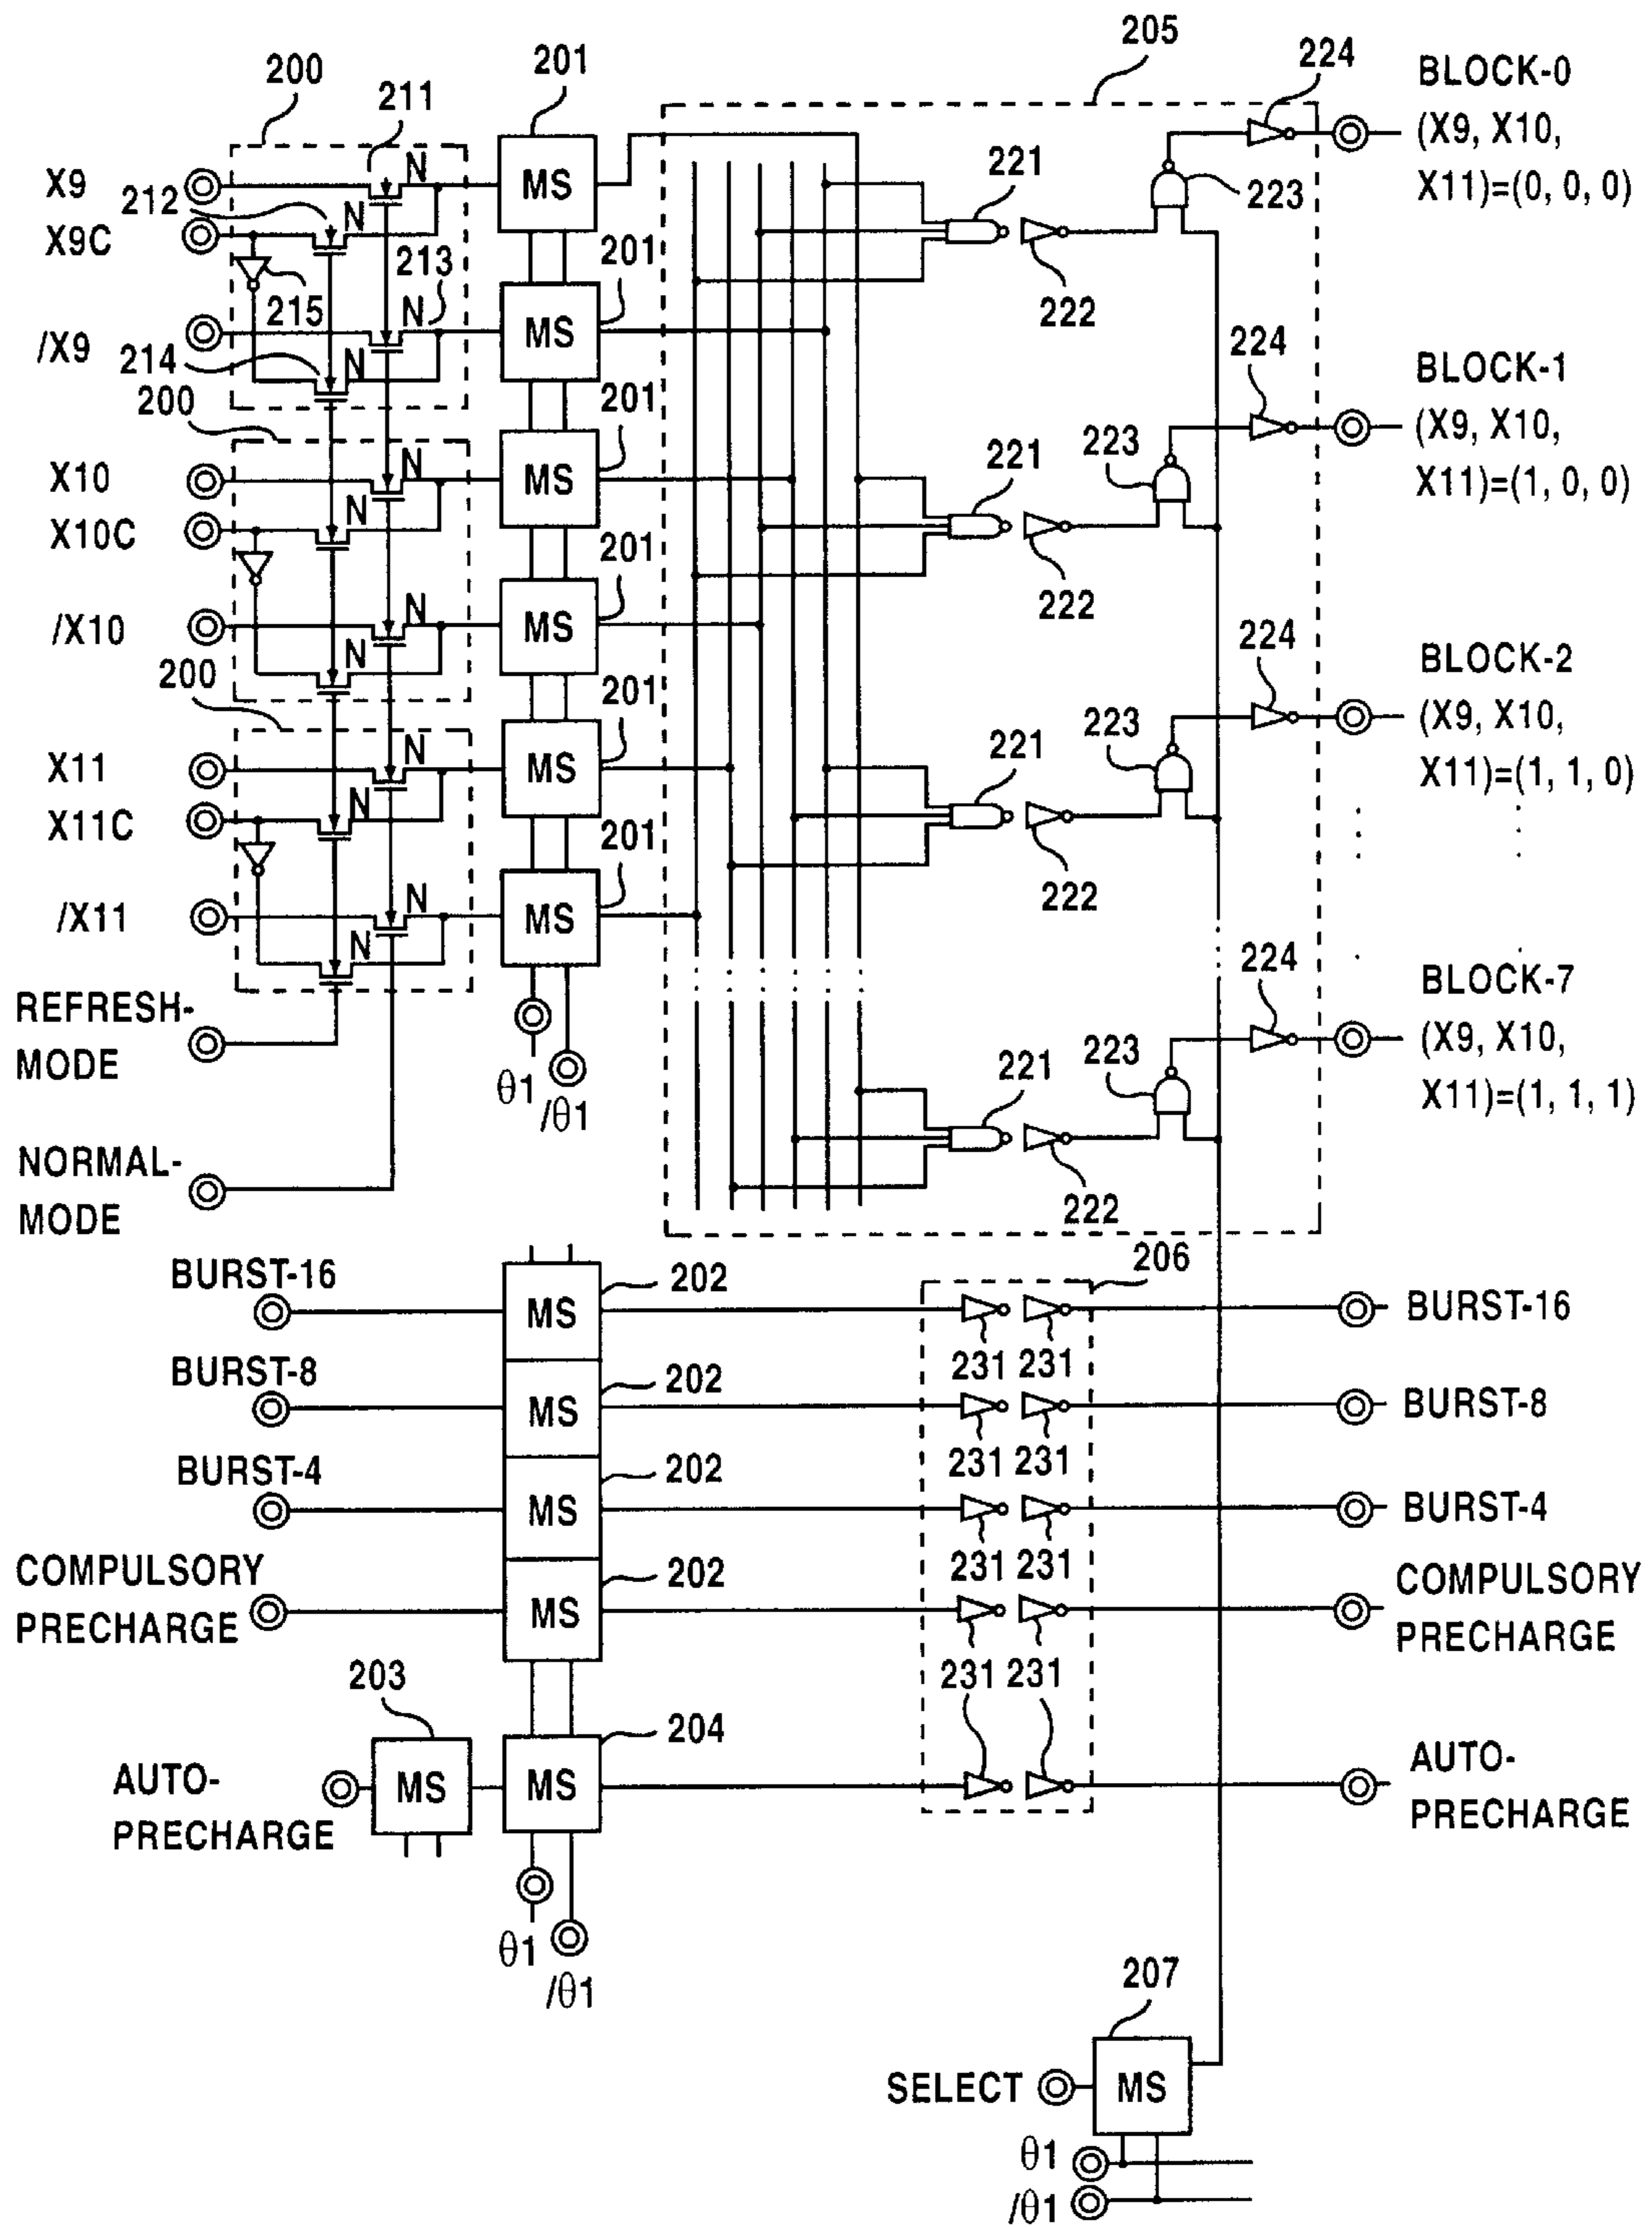 205
224
BLOCK-0
(X9, X10,
X11)=(0, 0, 0)
200
211
201
221
223
X9
212
N
MS
X9C
N
201
213
222
215
N
MS
/X9
214
N
224
BLOCK-1
(X9, X10,
X11)=(1, 0, 0)
200
201
221
223
X10
N
MS
X10C
N
201
222
/X10
N
MS
N
224
BLOCK-2
(X9, X10,
X11)=(1, 1, 0)
200
201
221
223
X11
N
MS
X11C
N
201
222
/X11
N
MS
N
224
BLOCK-7
(X9, X10,
X11)=(1, 1, 1)
REFRESH-
MODE
θ1
/θ1
221
223
222
NORMAL-
MODE
BURST-16
MS
202
206
BURST-16
231 231
BURST-8
MS
202
BURST-8
231 231
BURST-4
MS
202
BURST-4
231 231
COMPULSORY
PRECHARGE
MS
202
COMPULSORY
PRECHARGE
231 231
203
204
AUTO-
PRECHARGE
MS
MS
AUTO-
PRECHARGE
θ1
/θ1
207
SELECT
MS
θ1
/θ1